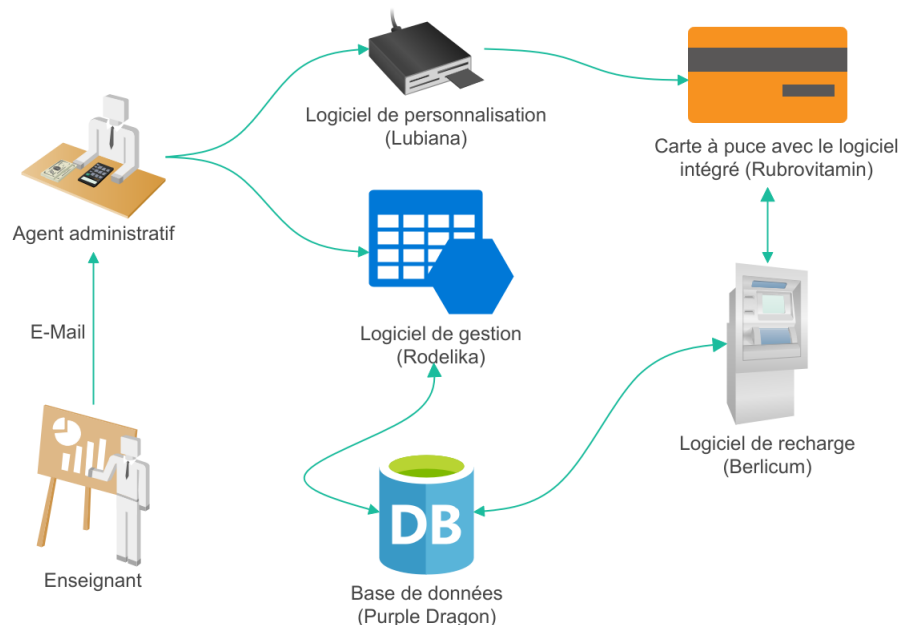 Logiciel de personnalisation
(Lubiana)
Carte à puce avec le logiciel
intégré (Rubrovitamin)
Agent administratif
E-Mail
Logiciel de gestion
(Rodelika)
Logiciel de recharge
(Berlicum)
DB
Enseignant
Base de données
(Purple Dragon)